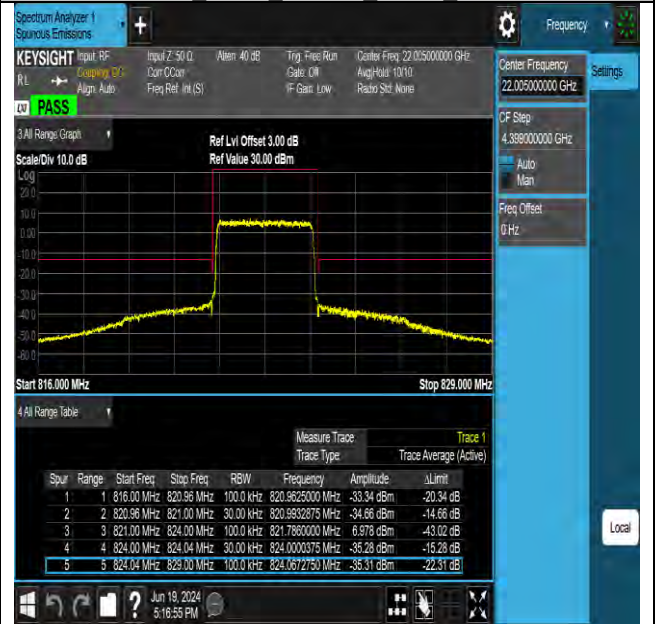 Spectrum Analyzer 1
Spurious Emissions
+
Frequency
KEYSIGHT Input: RF Input Z: 50 Ω Atten: 40 dB Trig: Free Run Center Freq: 22.005000000 GHz
RL Coupling: DC Corr CCorr Gate: Off Avg|Hold: 10/10
Align: Auto Freq Ref: Int (S) IF Gain: Low Radio Std: None
PASS
Center Frequency
22.005000000 GHz
Settings
CF Step
4.399000000 GHz
Auto
Man
Freq Offset
0 Hz
3 All Range Graph
Ref Lvl Offset 3.00 dB
Scale/Div 10.0 dB Ref Value 30.00 dBm
Log
20.0
10.0
0.00
-10.0
-20.0
-30.0
-40.0
-50.0
-60.0
Start 816.000 MHz Stop 829.000 MHz
4 All Range Table
Measure Trace Trace 1
Trace Type Trace Average (Active)
Spur Range Start Freq Stop Freq RBW Frequency Amplitude ΔLimit
1 1 816.00 MHz 820.96 MHz 100.0 kHz 820.9625000 MHz -33.34 dBm -20.34 dB
2 2 820.96 MHz 821.00 MHz 30.00 kHz 820.9932875 MHz -34.66 dBm -14.66 dB
3 3 821.00 MHz 824.00 MHz 100.0 kHz 821.7860000 MHz 6.978 dBm -43.02 dB
4 4 824.00 MHz 824.04 MHz 30.00 kHz 824.0000375 MHz -35.28 dBm -15.28 dB
5 5 824.04 MHz 829.00 MHz 100.0 kHz 824.0672750 MHz -35.31 dBm -22.31 dB
Local
? Jun 19, 2024
5:16:55 PM